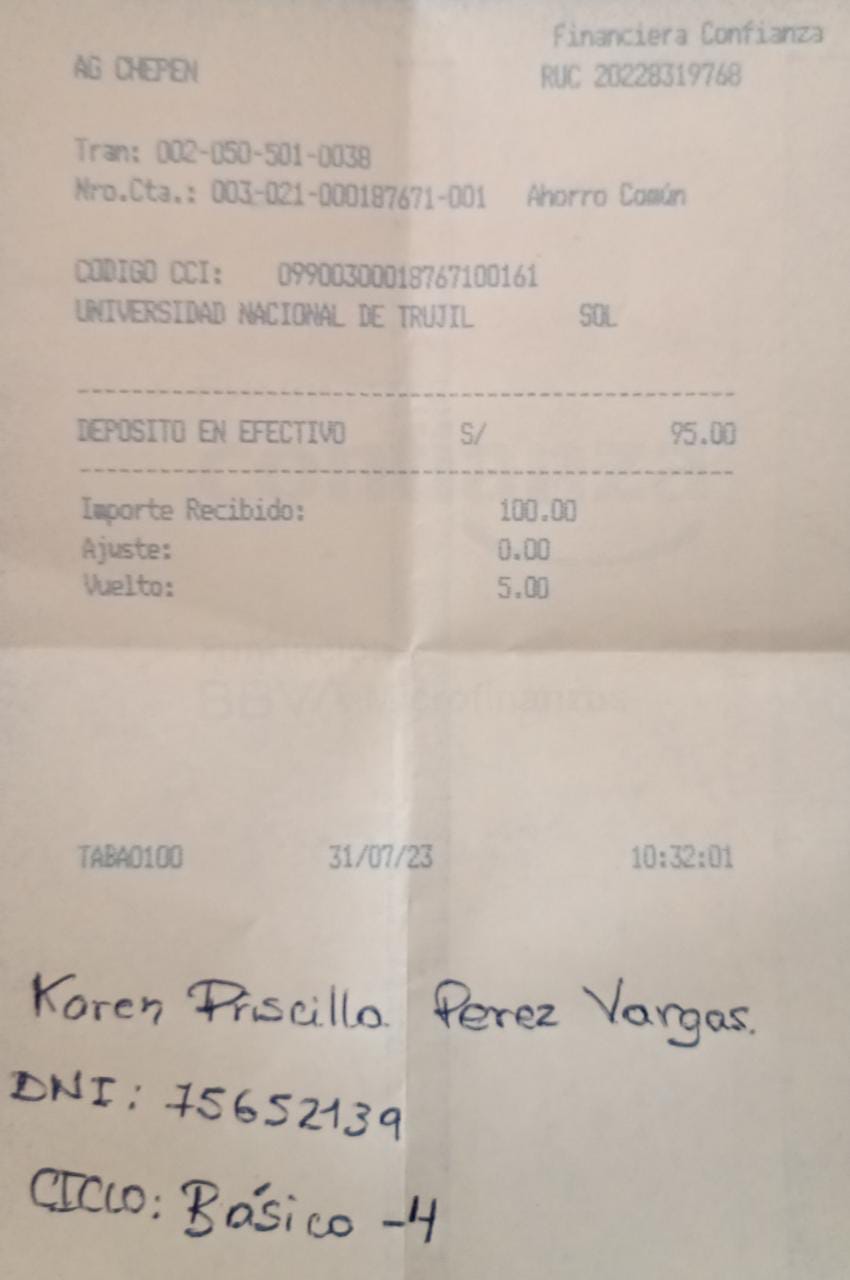 Financiera Confianza
AG CHEPEN RUC 20228319768
Tran: 002-050-501-0038
Nro.Cta.: 003-021-000187671-001 Ahorro Común
CODIGO CCI: 09900300018767100161
UNIVERSIDAD NACIONAL DE TRUJIL SOL
DEPOSITO EN EFECTIVO S/ 95.00
Importe Recibido: 100.00
Ajuste: 0.00
Vuelto: 5.00
BBVA Microfinanzas
TABA0100 31/07/23 10:32:01
Karen Priscilla Perez Vargas.
DNI: 75652139
CICLO: Básico -4